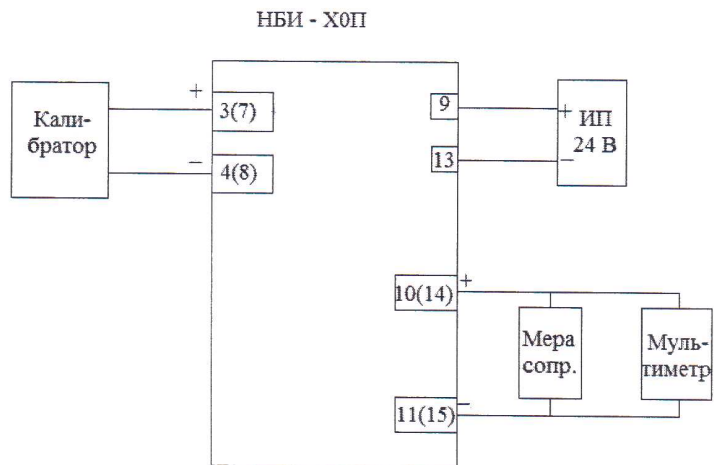 НБИ - Х0П
Кали-
братор
+
3(7)
−
4(8)
9
13
+
−
ИП
24 В
10(14)
+
Мера
сопр.
Муль-
тиметр
11(15)
−